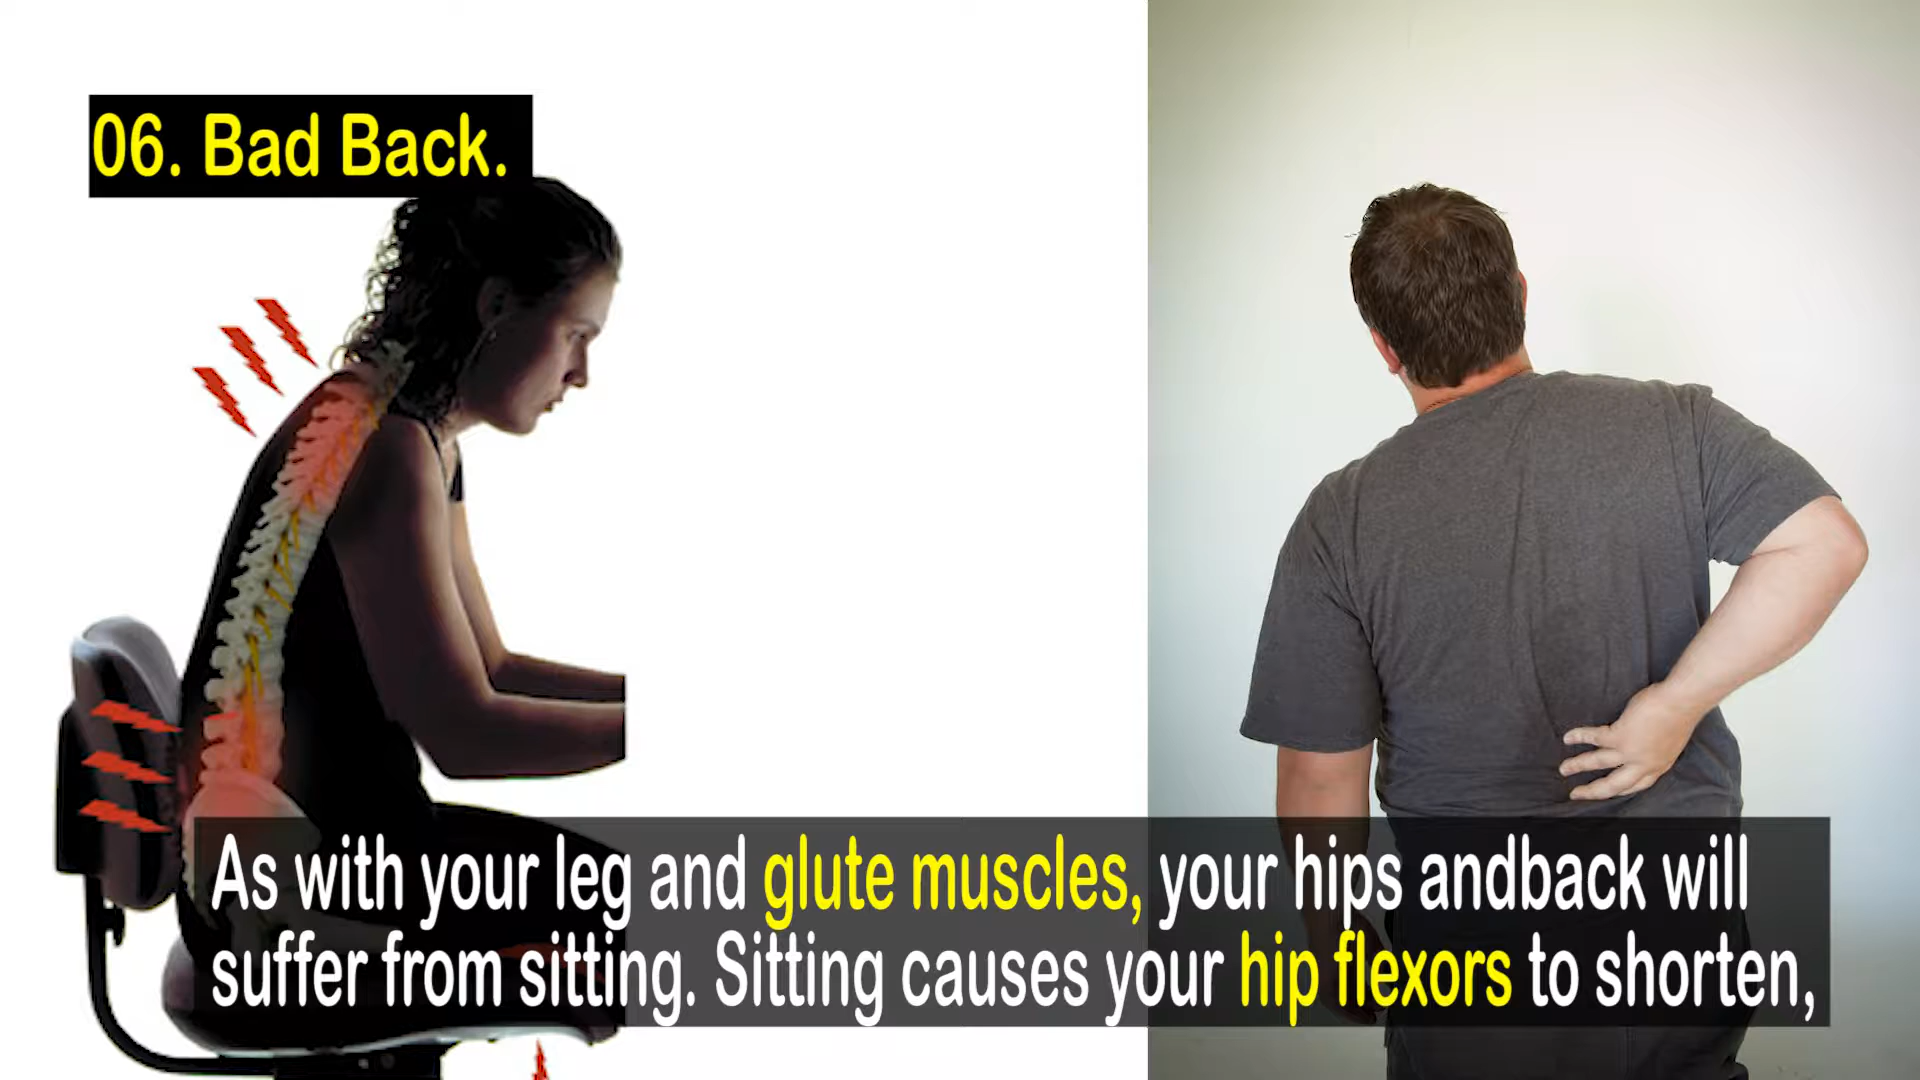 06. Bad Back.
As with your leg and glute muscles, your hips andback will
suffer from sitting. Sitting causes your hip flexors to shorten,